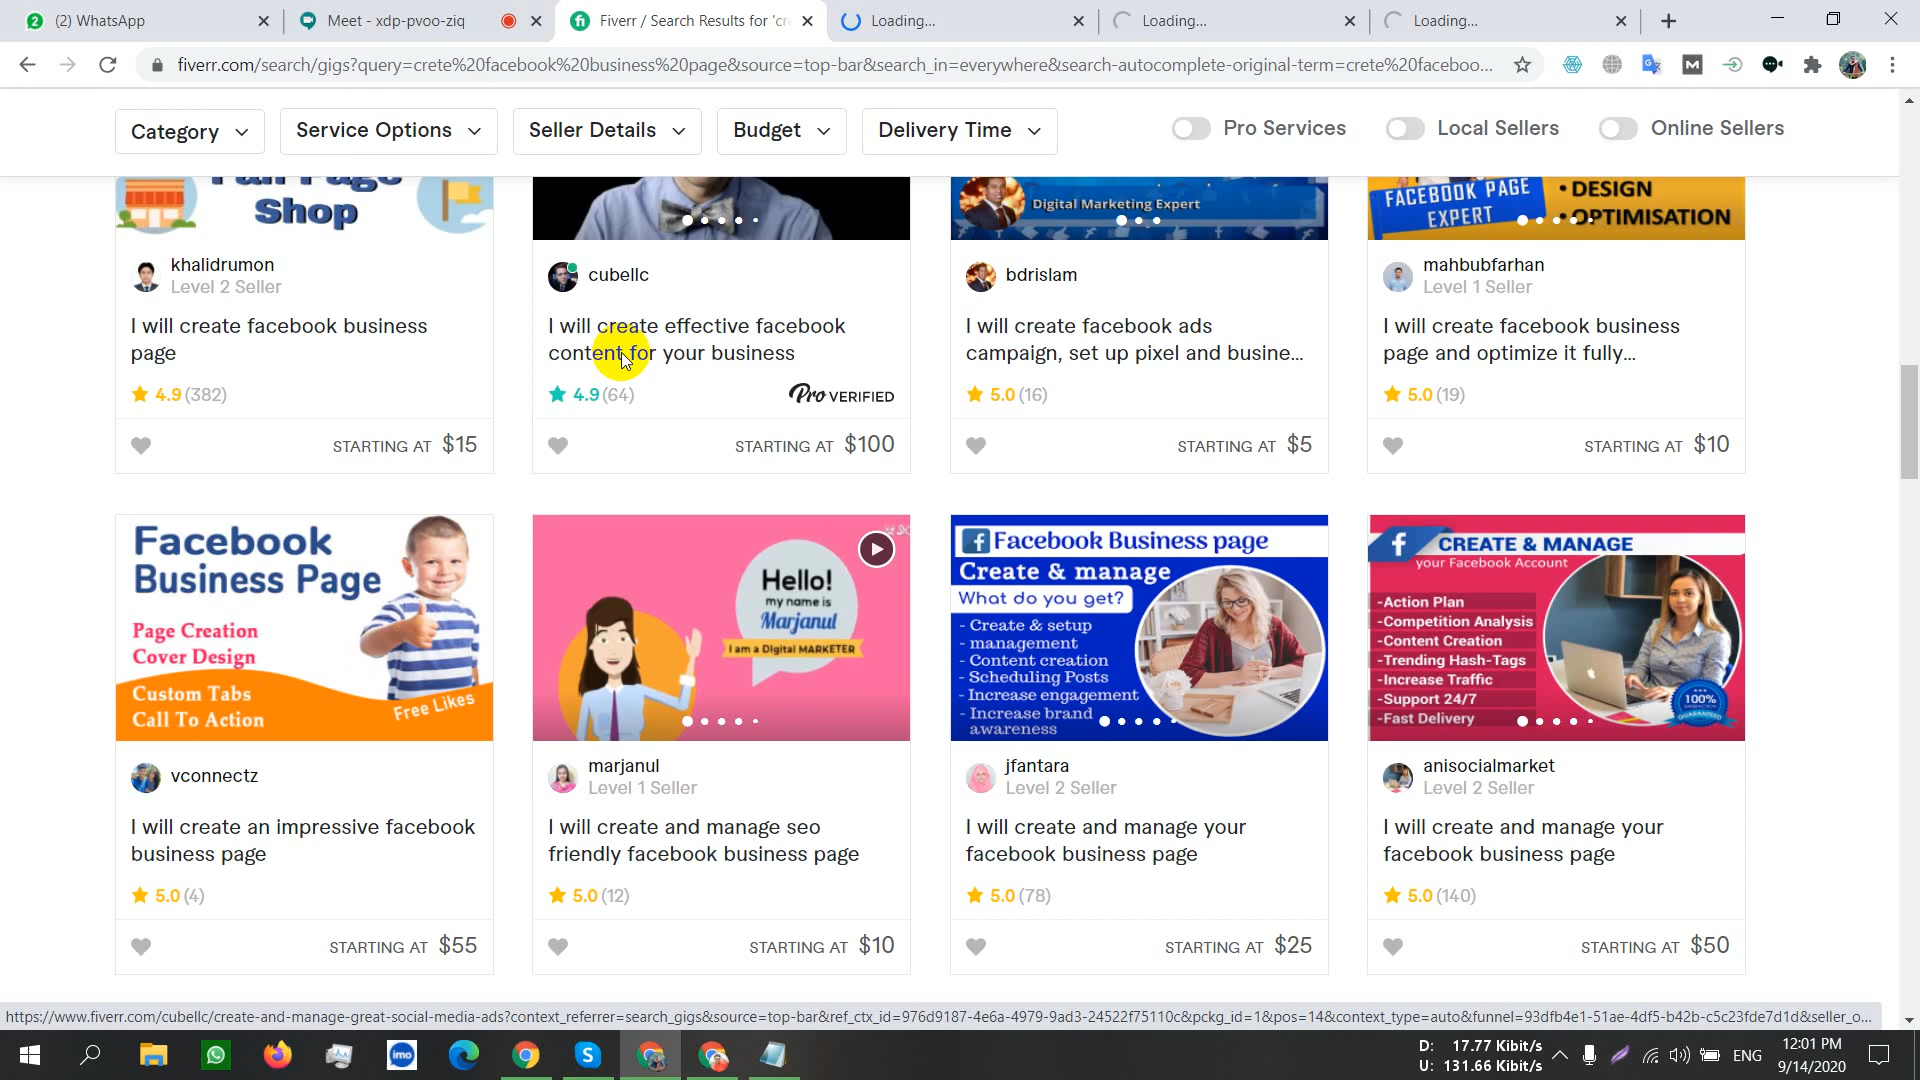 (2) WhatsApp
Meet - xdp-pvoo-ziq
Fiverr / Search Results for 'cr
Loading...
Loading...
Loading...
fiverr.com/search/gigs?query=crete%20facebook%20business%20page&source=top-bar&search_in=everywhere&search-autocomplete-original-term=crete%20faceboo...
Category
Service Options
Seller Details
Budget
Delivery Time
Pro Services
Local Sellers
Online Sellers
Fan Page
Shop
Digital Marketing Expert
FACEBOOK PAGE
EXPERT
• DESIGN
• OPTIMISATION
khalidrumon
Level 2 Seller
I will create facebook business
page
4.9 (382)
STARTING AT $15
cubellc
I will create effective facebook
content for your business
4.9 (64)
Pro VERIFIED
STARTING AT $100
bdrislam
I will create facebook ads
campaign, set up pixel and busine...
5.0 (16)
STARTING AT $5
mahbubfarhan
Level 1 Seller
I will create facebook business
page and optimize it fully...
5.0 (19)
STARTING AT $10
Facebook
Business Page
Page Creation
Cover Design
Custom Tabs
Call To Action
Free Likes
vconnectz
I will create an impressive facebook
business page
5.0 (4)
STARTING AT $55
Hello!
my name is
Marjanul
I am a Digital MARKETER
marjanul
Level 1 Seller
I will create and manage seo
friendly facebook business page
5.0 (12)
STARTING AT $10
f Facebook Business page
Create & manage
What do you get?
- Create & setup
- management
- Content creation
- Scheduling Posts
- Increase engagement
- Increase brand
awareness
jfantara
Level 2 Seller
I will create and manage your
facebook business page
5.0 (78)
STARTING AT $25
f CREATE & MANAGE
your Facebook Account
-Action Plan
-Competition Analysis
-Content Creation
-Trending Hash-Tags
-Increase Traffic
-Support 24/7
-Fast Delivery
100%
anisocialmarket
Level 2 Seller
I will create and manage your
facebook business page
5.0 (140)
STARTING AT $50
https://www.fiverr.com/cubellc/create-and-manage-great-social-media-ads?context_referrer=search_gigs&source=top-bar&ref_ctx_id=976d9187-4e6a-4979-9ad3-24522f75110c&pckg_id=1&pos=14&context_type=auto&funnel=93dfb4e1-51ae-4df5-b42b-c5c23fde7d1d&seller_o...
imo
D: 17.77 Kibit/s
U: 131.66 Kibit/s
ENG
12:01 PM
9/14/2020